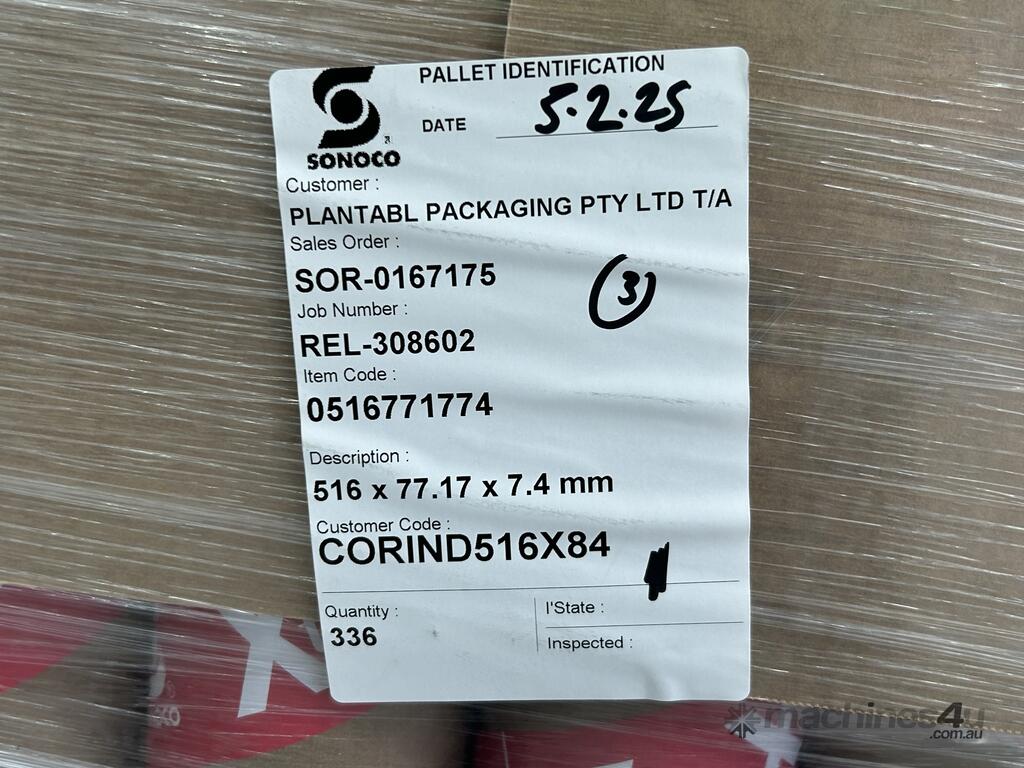 PALLET IDENTIFICATION
DATE 5.2.25
SONOCO
Customer :
PLANTABL PACKAGING PTY LTD T/A
Sales Order :
SOR-0167175
(3)
Job Number :
REL-308602
Item Code :
0516771774
Description :
516 x 77.17 x 7.4 mm
Customer Code :
CORIND516X84
Quantity :
336
I'State :
Inspected :
machines4u
.com.au